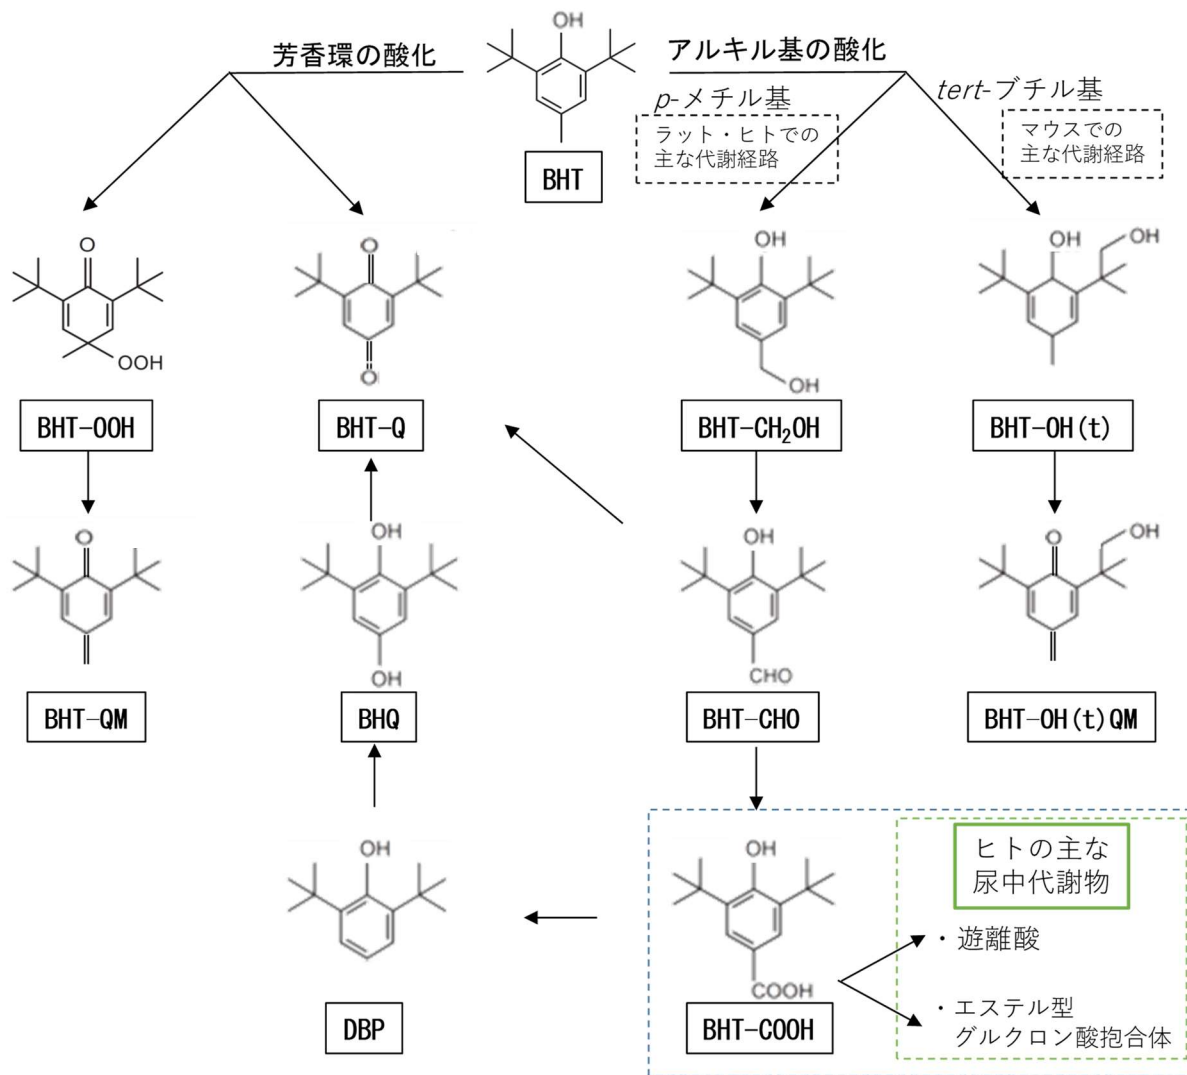 OH
芳香環の酸化
アルキル基の酸化
p-メチル基
tert-ブチル基
ラット・ヒトでの
主な代謝経路
マウスでの
主な代謝経路
BHT
O
OOH
BHT-OOH
O
O
BHT-Q
OH
OH
BHT-CH₂OH
OH
OH
BHT-OH(t)
O
BHT-QM
OH
OH
BHQ
OH
CHO
BHT-CHO
O
OH
BHT-OH(t)QM
OH
DBP
OH
COOH
BHT-COOH
ヒトの主な
尿中代謝物
・遊離酸
・エステル型
グルクロン酸抱合体